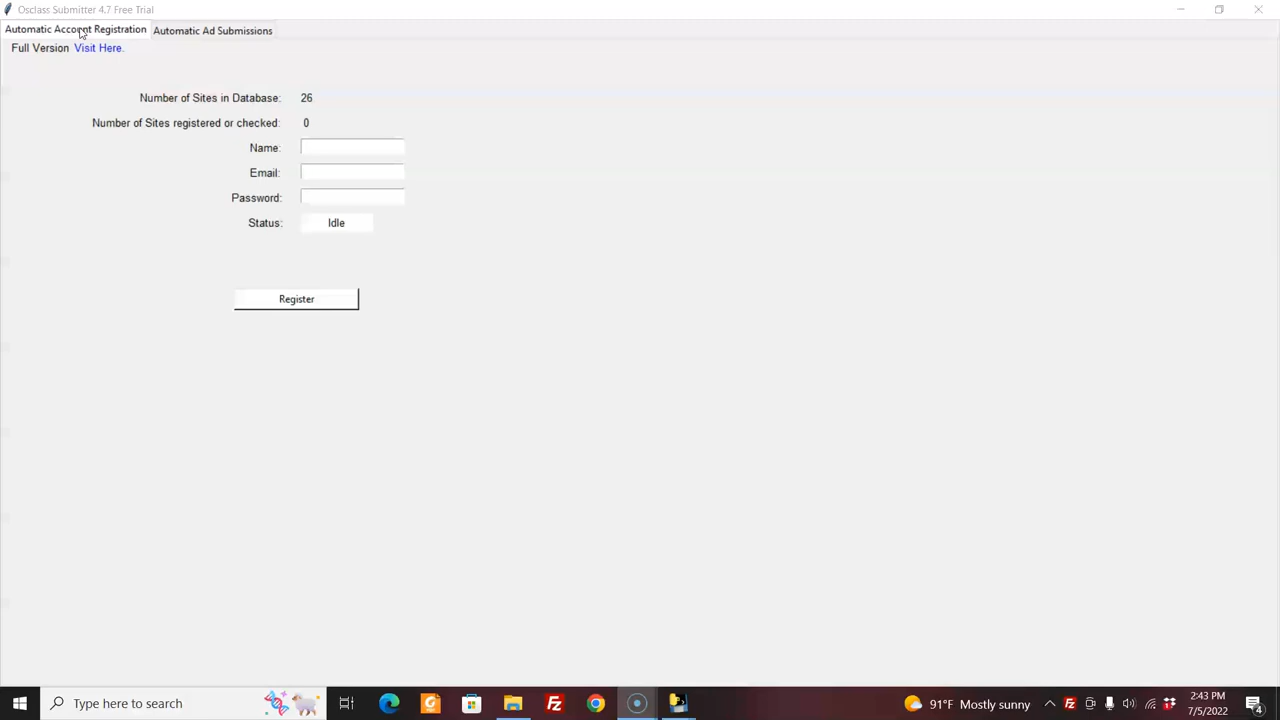 Osclass Submitter 4.7 Free Trial
Automatic Account Registration Automatic Ad Submissions
Full Version Visit Here.
Number of Sites in Database: 26
Number of Sites registered or checked: 0
Name:
Email:
Password:
Status: Idle
Register
Type here to search
91°F Mostly sunny
2:43 PM
7/5/2022
4